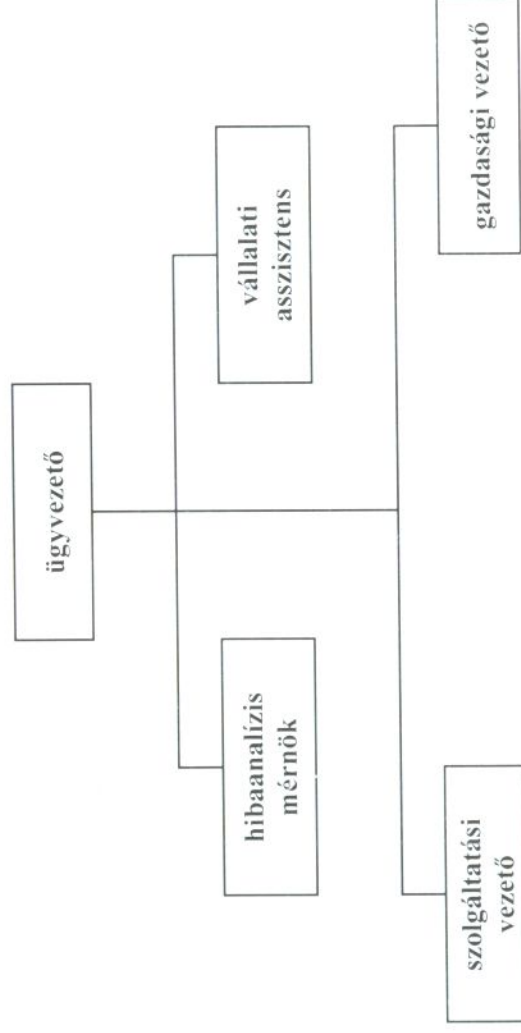 ügyvezető
hibaanalízis
mérnök
vállalati
asszisztens
szolgáltatási
vezető
gazdasági vezető